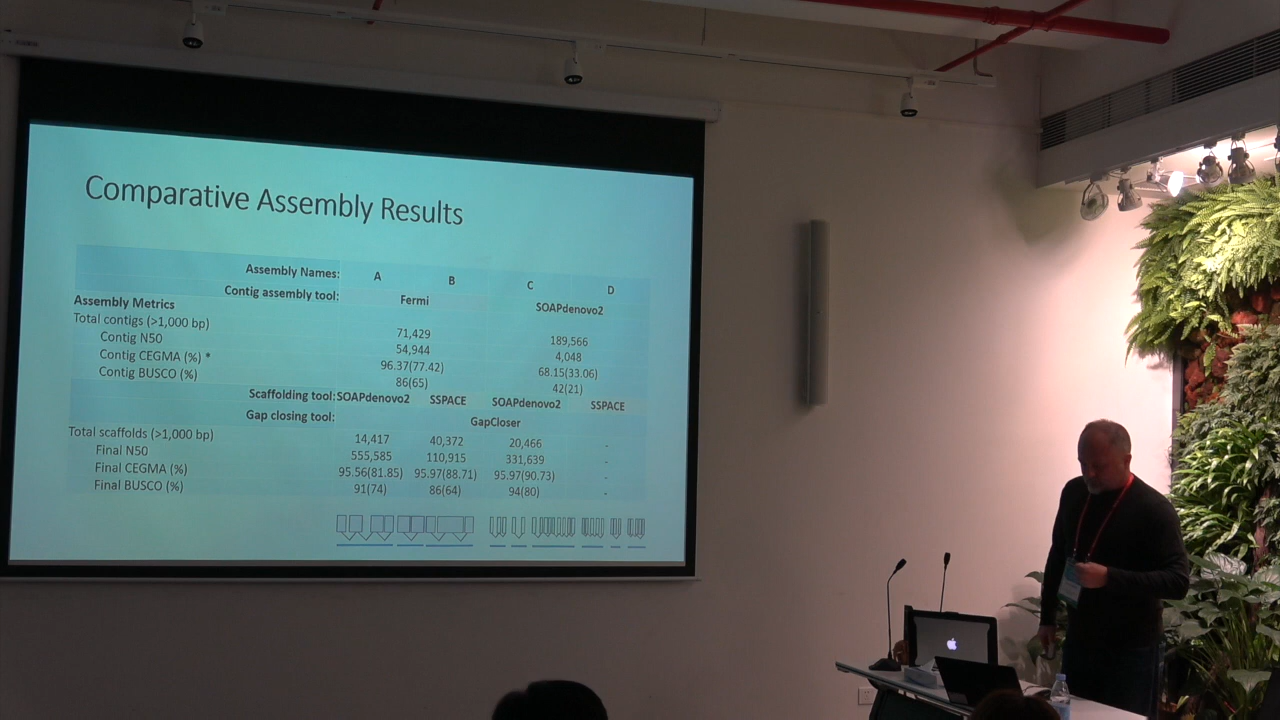 Comparative Assembly Results
Assembly Names: A B C D
Contig assembly tool: Fermi SOAPdenovo2
Assembly Metrics
Total contigs (>1,000 bp) 71,429 189,566
Contig N50 54,944 4,048
Contig CEGMA (%) * 96.37(77.42) 68.15(33.06)
Contig BUSCO (%) 86(65) 42(21)
Scaffolding tool: SOAPdenovo2 SSPACE SOAPdenovo2 SSPACE
Gap closing tool: GapCloser
Total scaffolds (>1,000 bp) 14,417 40,372 20,466 -
Final N50 555,585 110,915 331,639 -
Final CEGMA (%) 95.56(81.85) 95.97(88.71) 95.97(90.73) -
Final BUSCO (%) 91(74) 86(64) 94(80) -